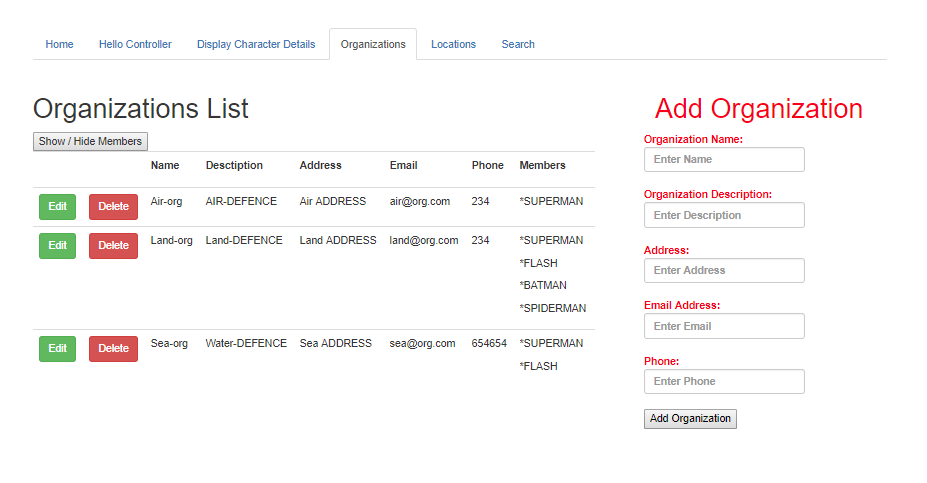 Home Hello Controller Display Character Details Organizations Locations Search
Organizations List
Show / Hide Members
Name Desctiption Address Email Phone Members
Edit Delete Air-org AIR-DEFENCE Air ADDRESS air@org.com 234 *SUPERMAN
Edit Delete Land-org Land-DEFENCE Land ADDRESS land@org.com 234 *SUPERMAN
*FLASH
*BATMAN
*SPIDERMAN
Edit Delete Sea-org Water-DEFENCE Sea ADDRESS sea@org.com 654654 *SUPERMAN
*FLASH
Add Organization
Organization Name:
Enter Name
Organization Description:
Enter Description
Address:
Enter Address
Email Address:
Enter Email
Phone:
Enter Phone
Add Organization